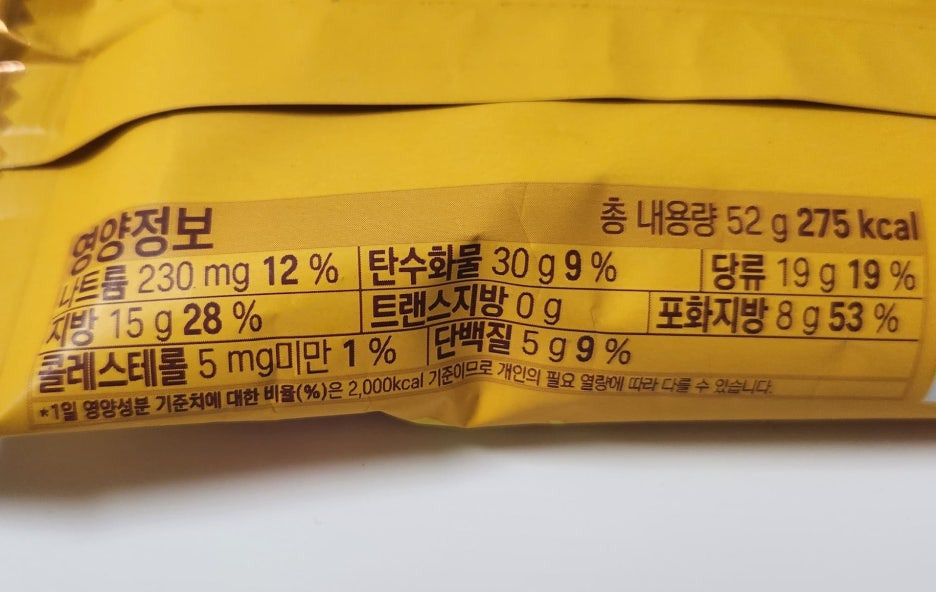 영양정보 총 내용량 52 g 275 kcal
나트륨 230 mg 12 % 탄수화물 30 g 9 % 당류 19 g 19 %
지방 15 g 28 % 트랜스지방 0 g 포화지방 8 g 53 %
콜레스테롤 5 mg미만 1 % 단백질 5 g 9 %
*1일 영양성분 기준치에 대한 비율(%)은 2,000kcal 기준이므로 개인의 필요 열량에 따라 다를 수 있습니다.